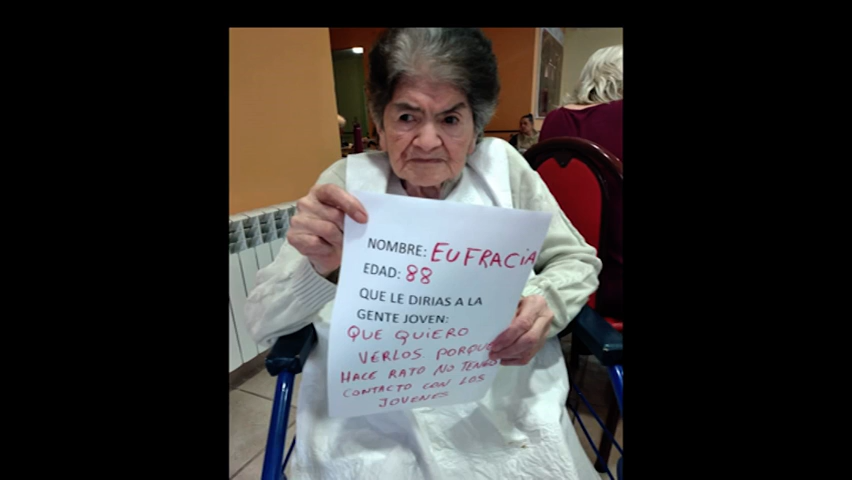 NOMBRE: EUFRACIA
EDAD: 88
QUE LE DIRIAS A LA
GENTE JOVEN:
QUE QUIERO
VERLOS PORQUE
HACE RATO NO TENGO
CONTACTO CON LOS
JOVENES